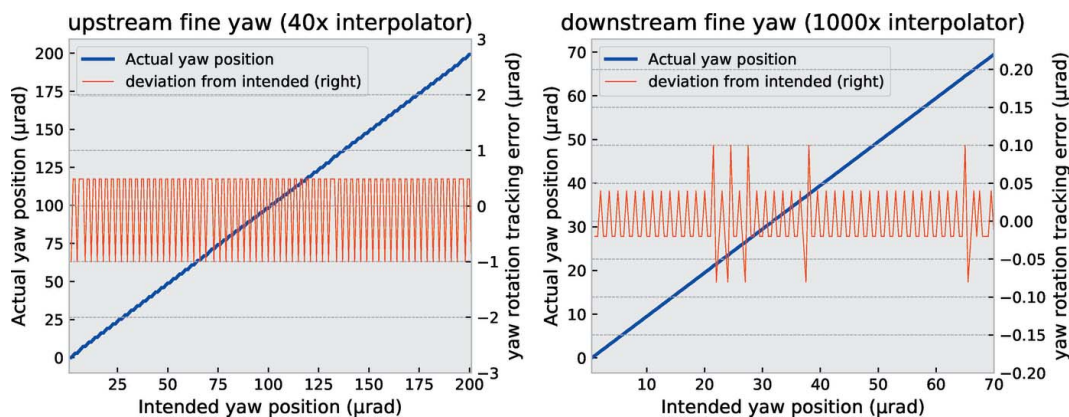 upstream fine yaw (40x interpolator)
Actual yaw position (μrad)
200
175
150
125
100
75
50
25
0
Actual yaw position
deviation from intended (right)
3
2
1
0
−1
−2
−3
yaw rotation tracking error (μrad)
25 50 75 100 125 150 175 200
Intended yaw position (μrad)
downstream fine yaw (1000x interpolator)
Actual yaw position (μrad)
70
60
50
40
30
20
10
0
Actual yaw position
deviation from intended (right)
0.20
0.15
0.10
0.05
0.00
−0.05
−0.10
−0.15
−0.20
yaw rotation tracking error (μrad)
10 20 30 40 50 60 70
Intended yaw position (μrad)